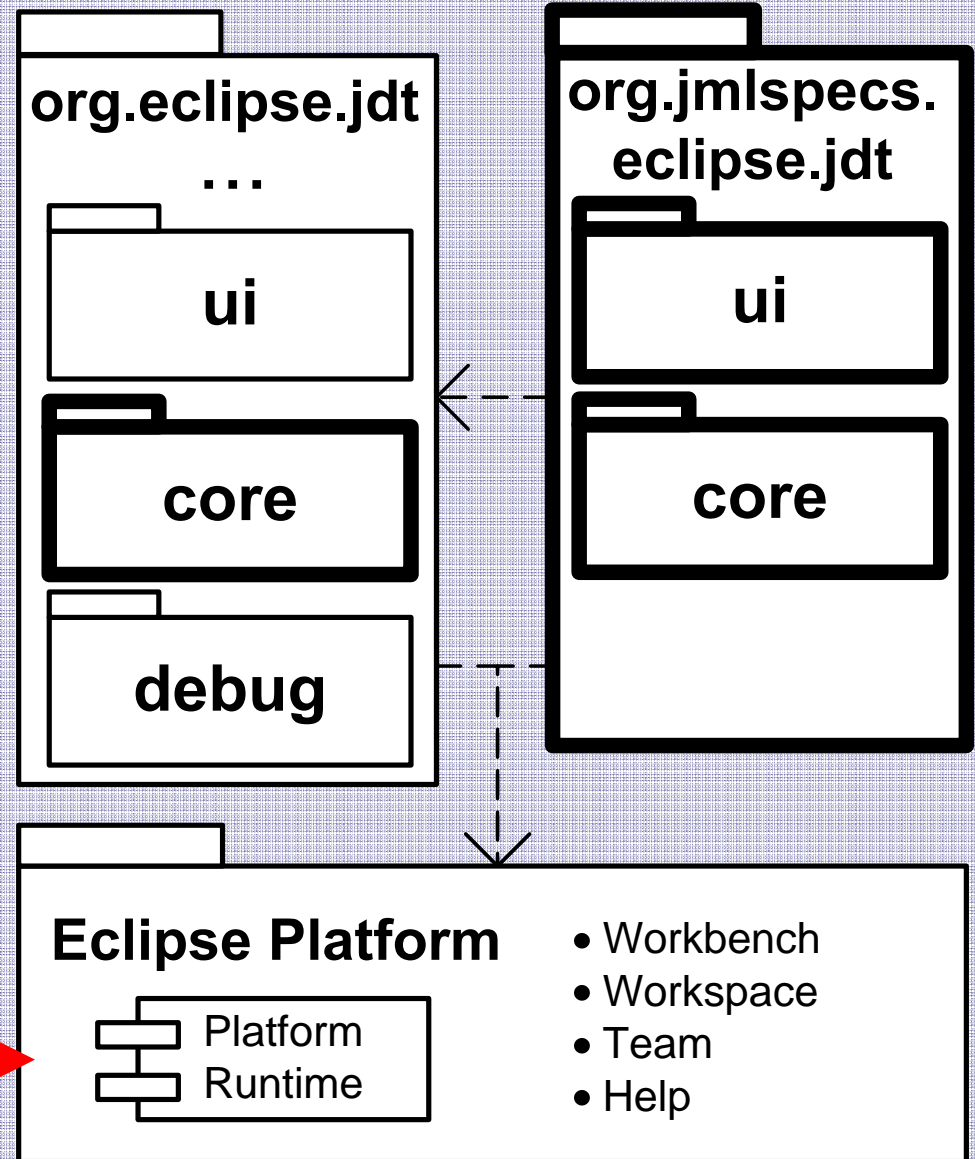 org.eclipse.jdt
...
ui
core
debug
org.jmlspecs.
eclipse.jdt
ui
core
Eclipse Platform
Platform
Runtime
• Workbench
• Workspace
• Team
• Help